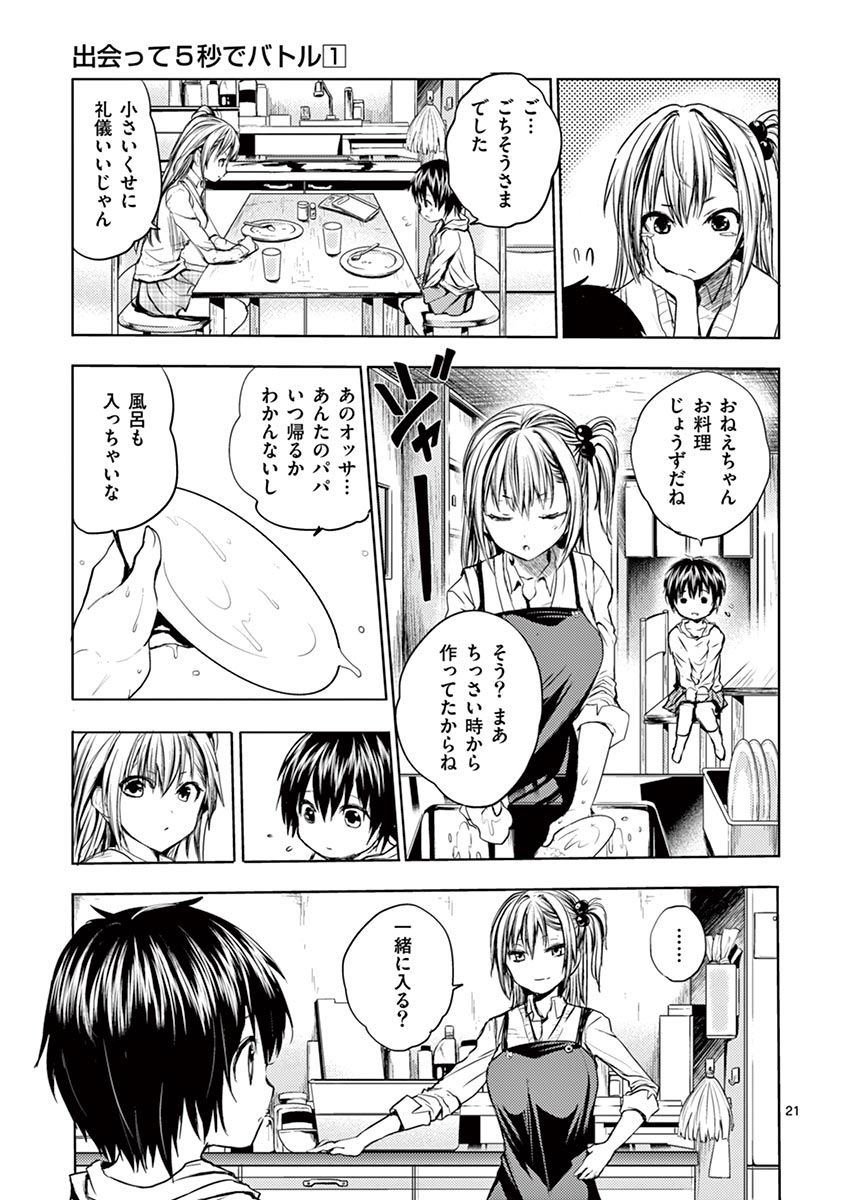 出会って5秒でバトル1
ご…
ごちそうさま
でした
小さいくせに
礼儀いいじゃん
おねえちゃん
お料理
じょうずだね
ジャー
そう？まあ
ちっさい時から
作ってたからね
あのオッサ…
あんたのパパ
いつ帰るか
わかんないし
風呂も
入っちゃいな
……
一緒に入る？
21